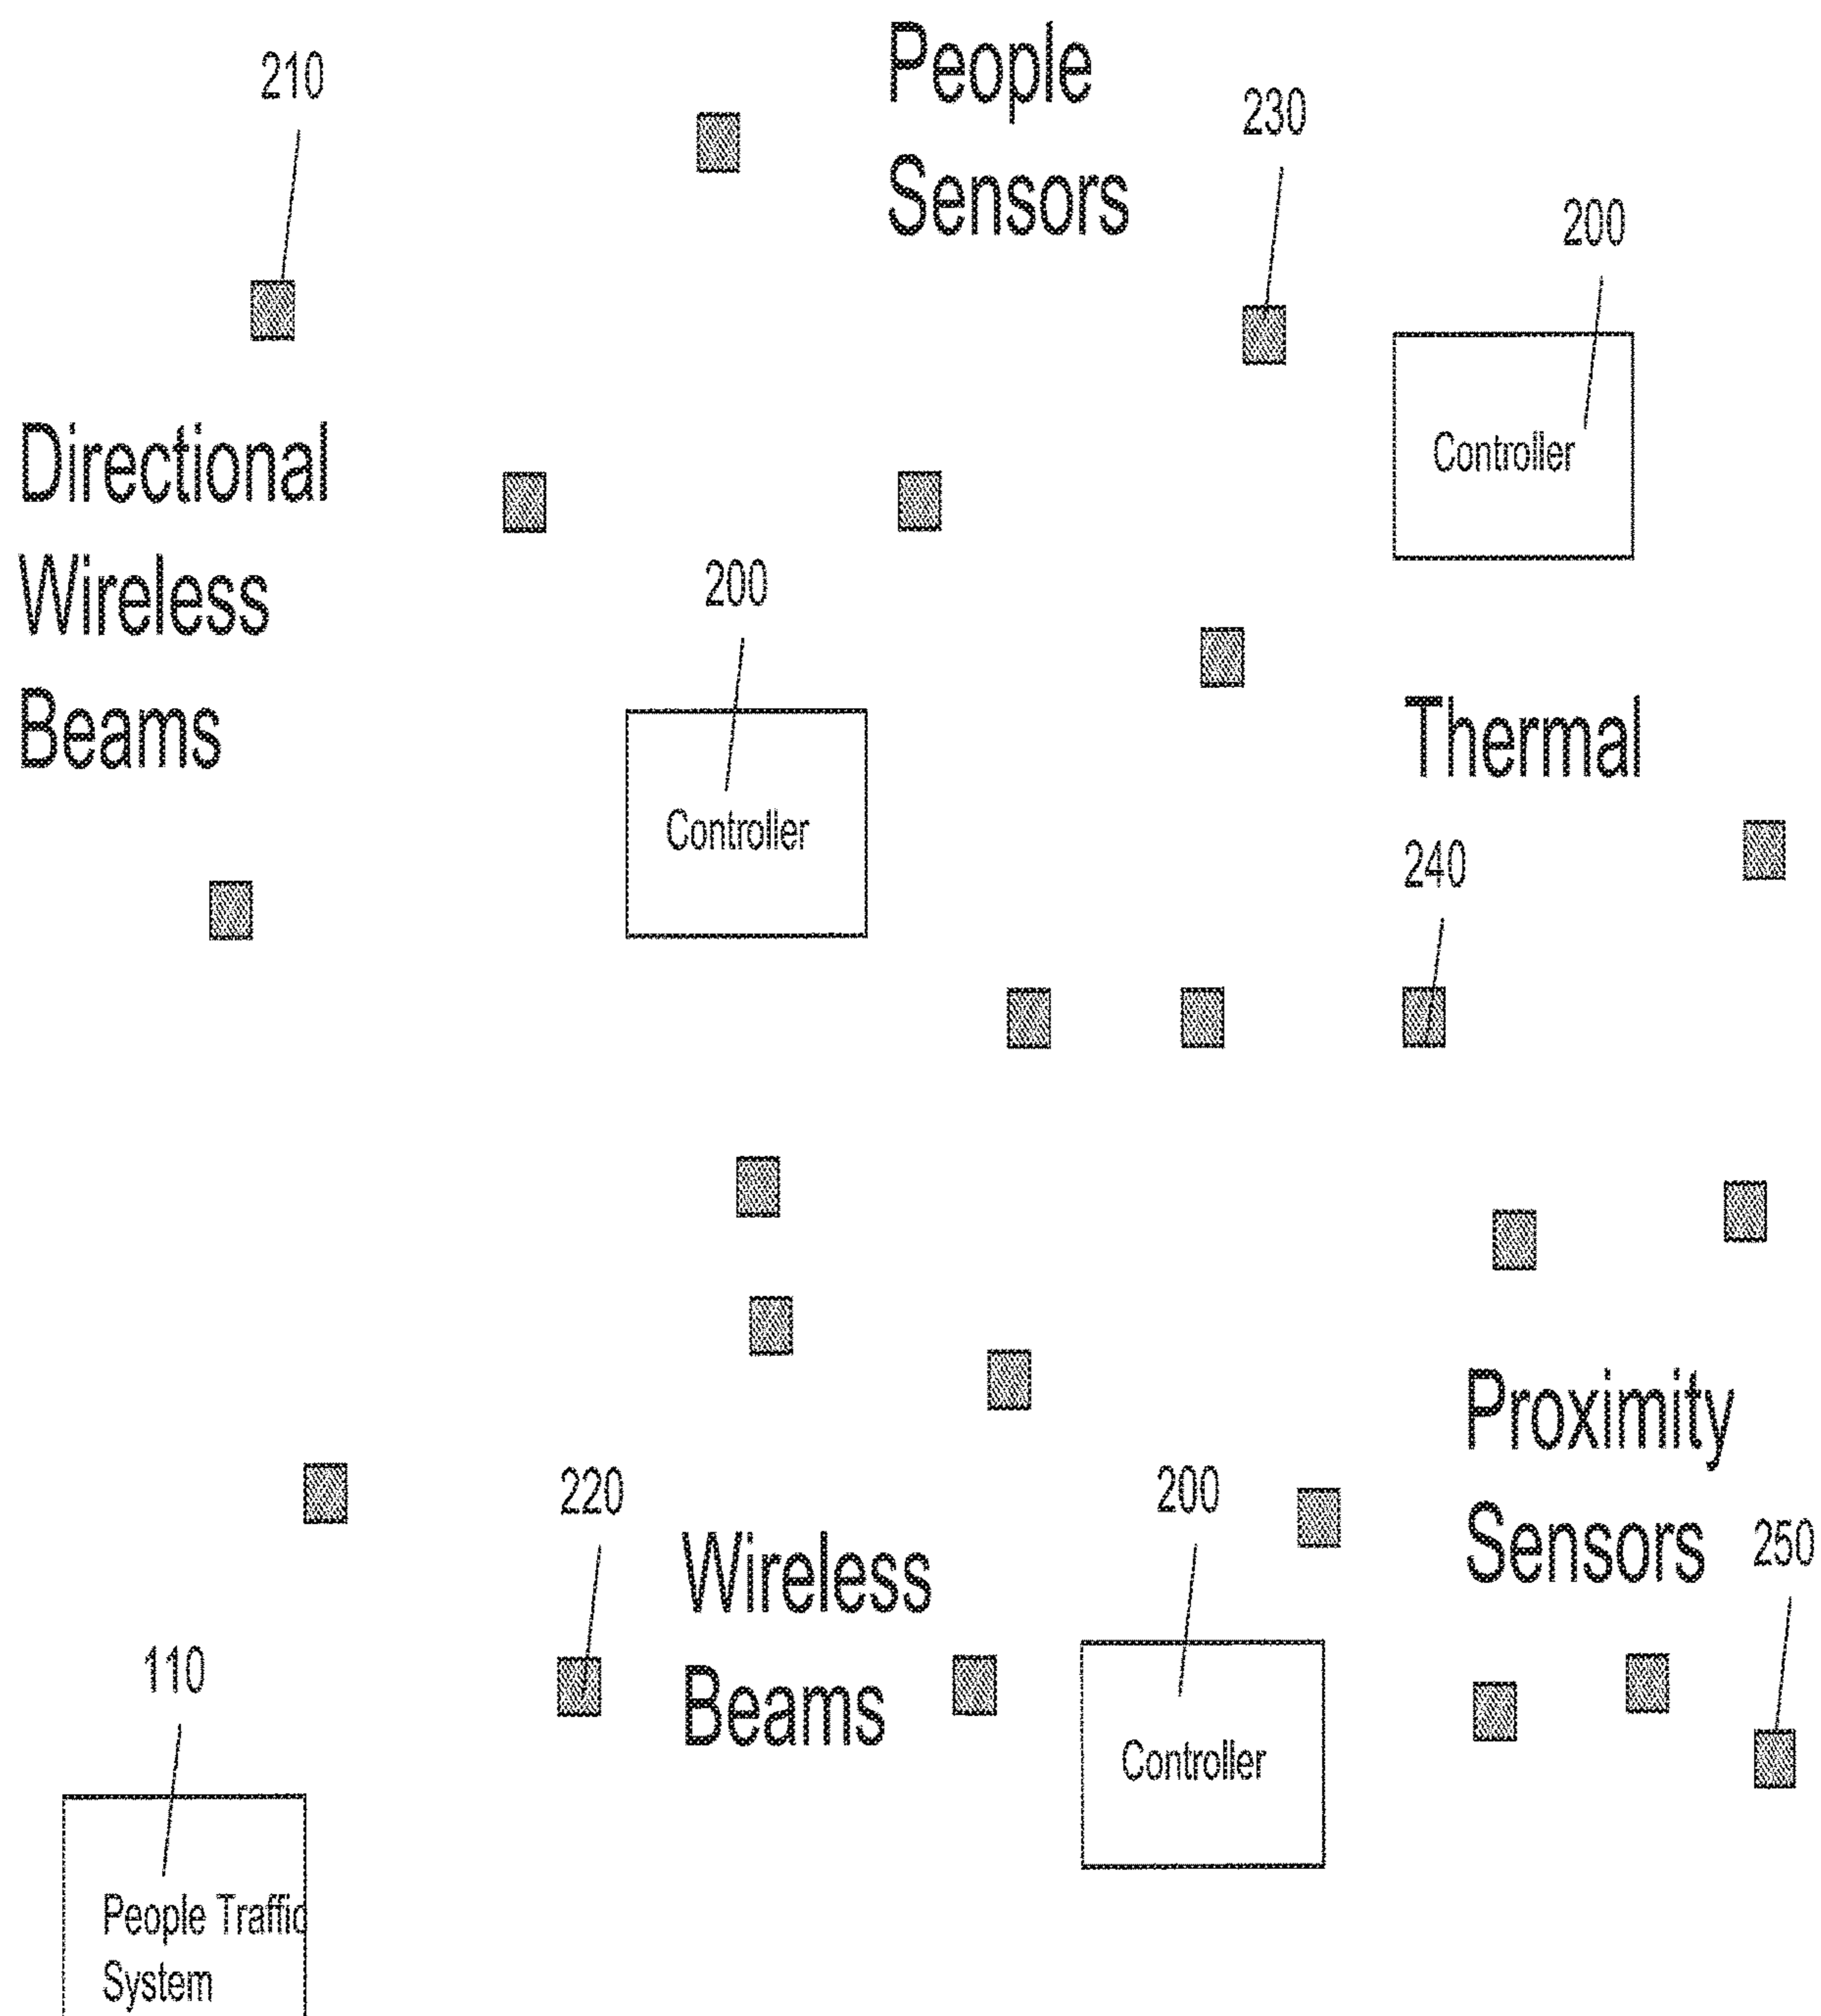 People
Sensors
210
230
200
Directional
Wireless
Beams
Controller
200
Controller
Thermal
240
Proximity
Sensors
220
200
250
Wireless
Beams
110
Controller
People Traffic
System